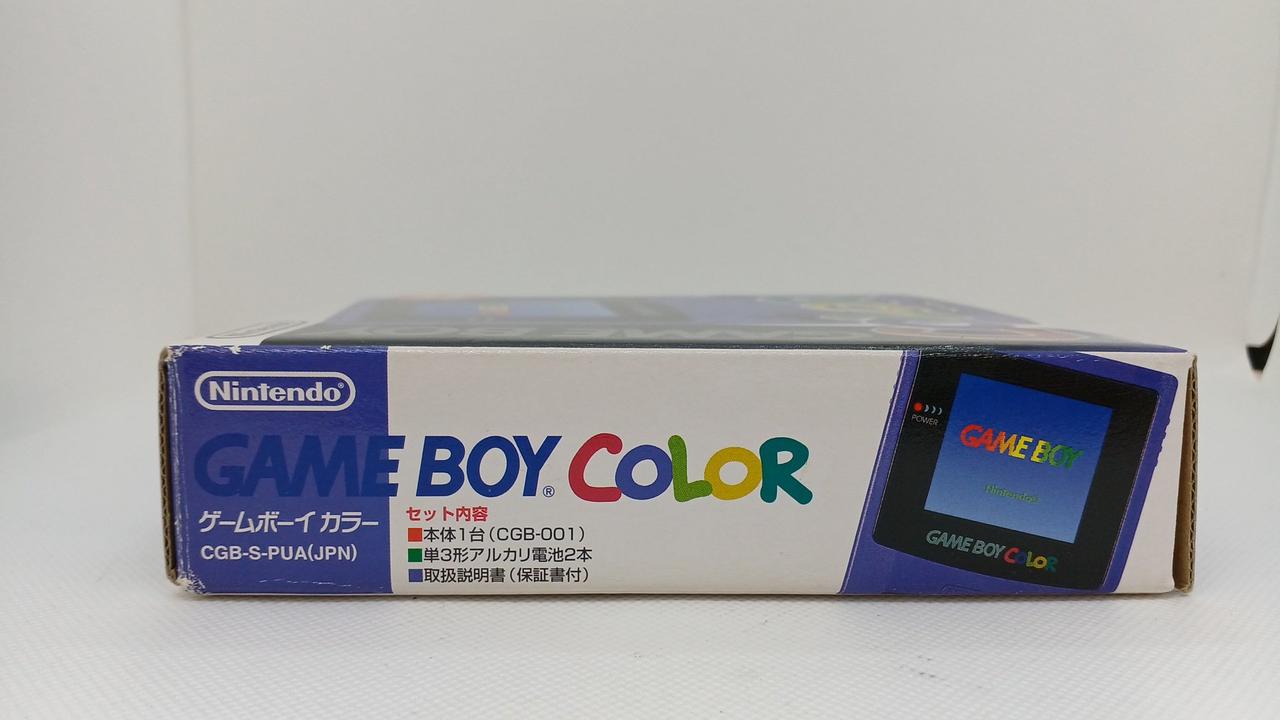 GAME BOY
Nintendo®
GAME BOY® COLOR
ゲームボーイ カラー
CGB-S-PUA(JPN)
セット内容
■本体1台(CGB-001)
■単3形アルカリ電池2本
■取扱説明書(保証書付)
POWER
GAME BOY
Nintendo®
GAME BOY COLOR